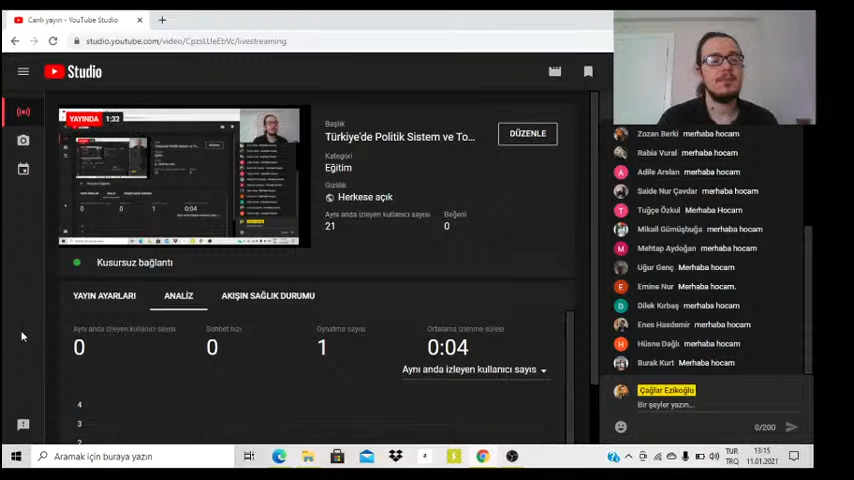 Canlı yayın - YouTube Studio
studio.youtube.com/video/CpzsLUeEbVc/livestreaming
Studio
YAYINDA 1:32
Başlık
Türkiye'de Politik Sistem ve To...
DÜZENLE
Kategori
Eğitim
Gizlilik
Herkese açık
Aynı anda izleyen kullanıcı sayısı
Beğeni
21
0
Kusursuz bağlantı
YAYIN AYARLARI
ANALİZ
AKIŞIN SAĞLIK DURUMU
Aynı anda izleyen kullanıcı sayısı
Sohbet hızı
Oynatma sayısı
Ortalama izlenme süresi
0
0
1
0:04
Aynı anda izleyen kullanıcı sayıs
4
3
2
Zozan Berki merhaba hocam
Rabia Vural merhaba hocam
Adile Arslan merhaba hocam
Saide Nur Çavdar merhaba hocam
Tuğçe Özkul Merhaba Hocam
Mikail Gümüşbuğa merhaba hocam
Mehtap Aydoğan merhaba hocam
Uğur Genç Merhaba hocam
Emine Nur Merhaba hocam.
Dilek Kırbaş merhaba hocam
Enes Hasdemir merhaba hocam
Hüsne Dağlı merhaba hocam
Burak Kurt Merhaba hocam
Çağlar Ezikoğlu
Bir şeyler yazın...
0/200
Aramak için buraya yazın
TUR
TRQ
13:15
11.01.2021